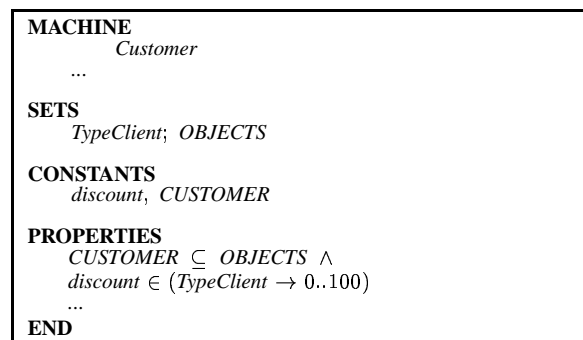 MACHINE
Customer
...
SETS
TypeClient; OBJECTS
CONSTANTS
discount, CUSTOMER
PROPERTIES
CUSTOMER ⊆ OBJECTS ∧
discount ∈ (TypeClient → 0..100)
...
END